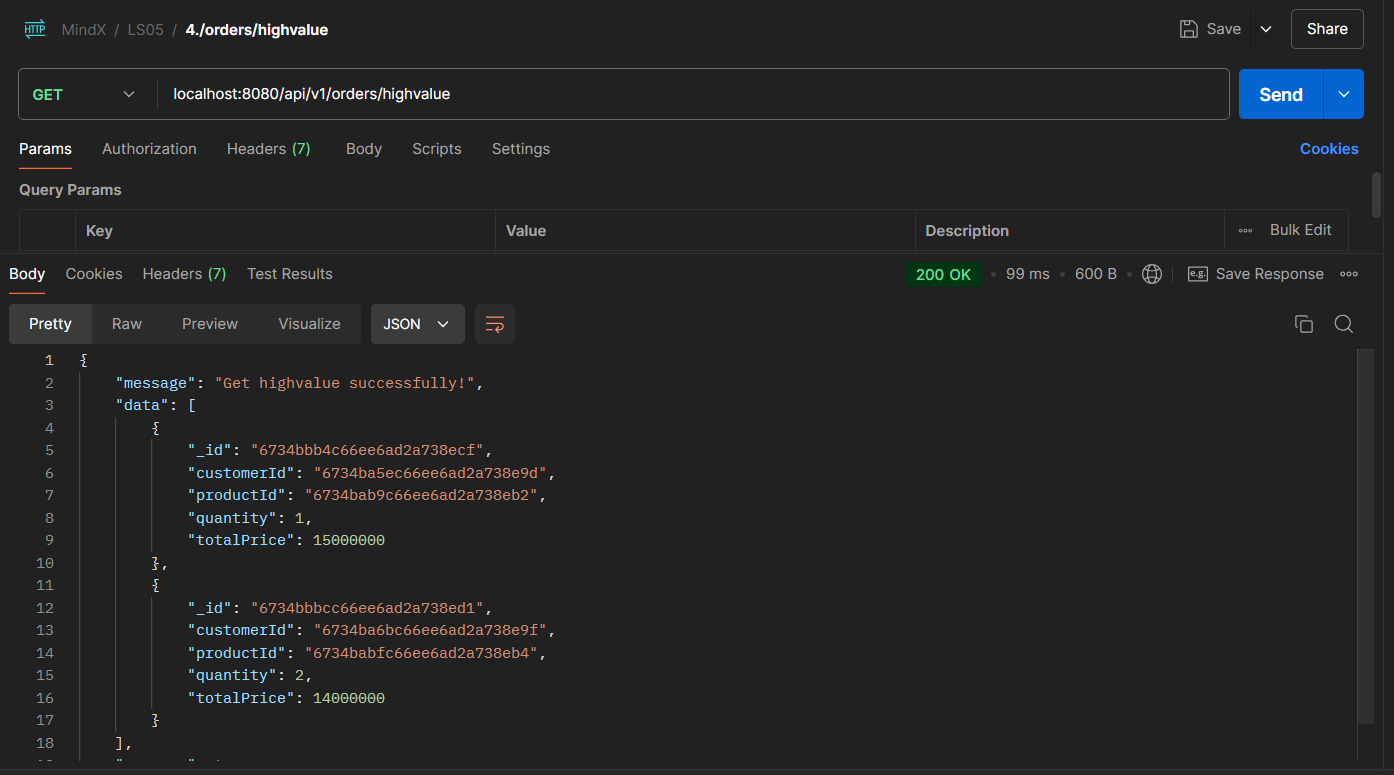 HTTP MindX / LS05 / 4./orders/highvalue Save Share
GET localhost:8080/api/v1/orders/highvalue Send
Params Authorization Headers (7) Body Scripts Settings Cookies
Query Params
Key Value Description Bulk Edit
Body Cookies Headers (7) Test Results 200 OK 99 ms 600 B e.g. Save Response
Pretty Raw Preview Visualize JSON
1 {
2 "message": "Get highvalue successfully!",
3 "data": [
4 {
5 "_id": "6734bbb4c66ee6ad2a738ecf",
6 "customerId": "6734ba5ec66ee6ad2a738e9d",
7 "productId": "6734bab9c66ee6ad2a738eb2",
8 "quantity": 1,
9 "totalPrice": 15000000
10 },
11 {
12 "_id": "6734bbbcc66ee6ad2a738ed1",
13 "customerId": "6734ba6bc66ee6ad2a738e9f",
14 "productId": "6734babfc66ee6ad2a738eb4",
15 "quantity": 2,
16 "totalPrice": 14000000
17 }
18 ],